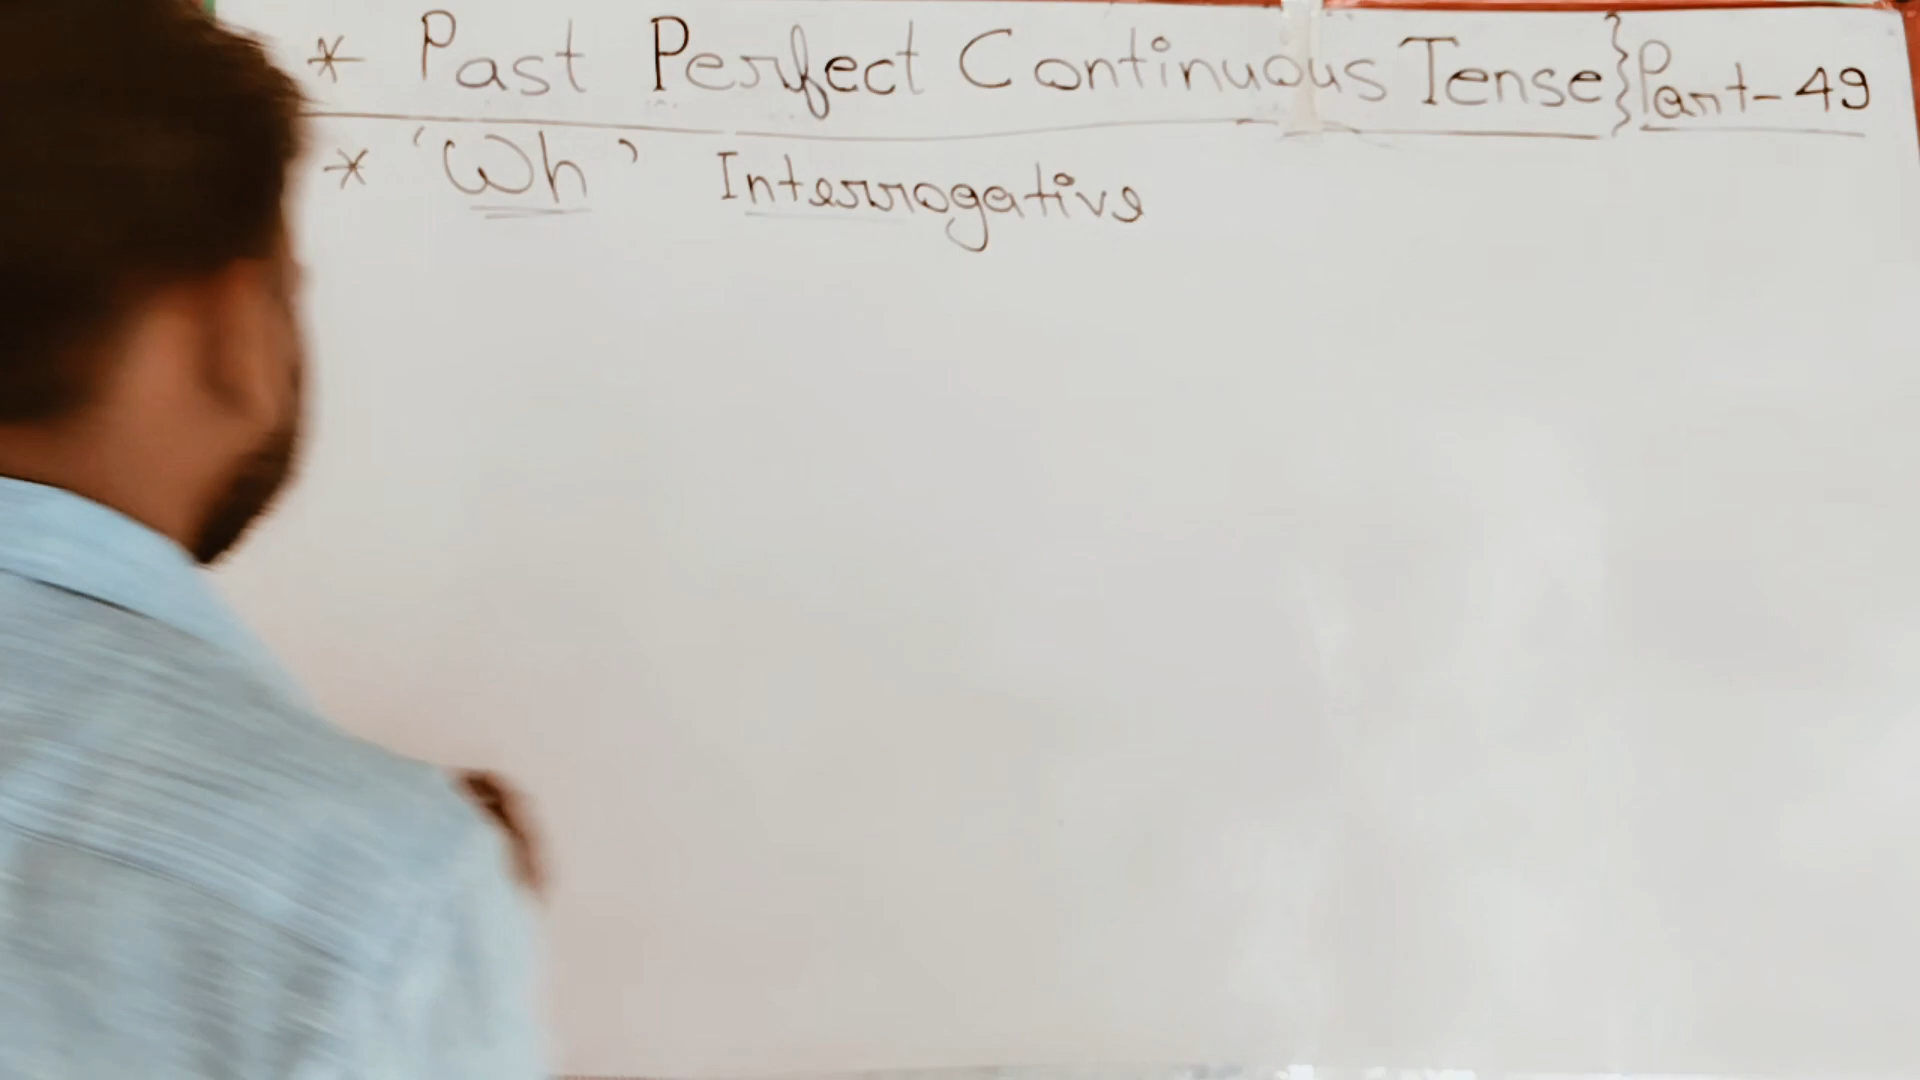 * Past Perfect Continuous Tense} Part-49
* 'Wh' Interrogative